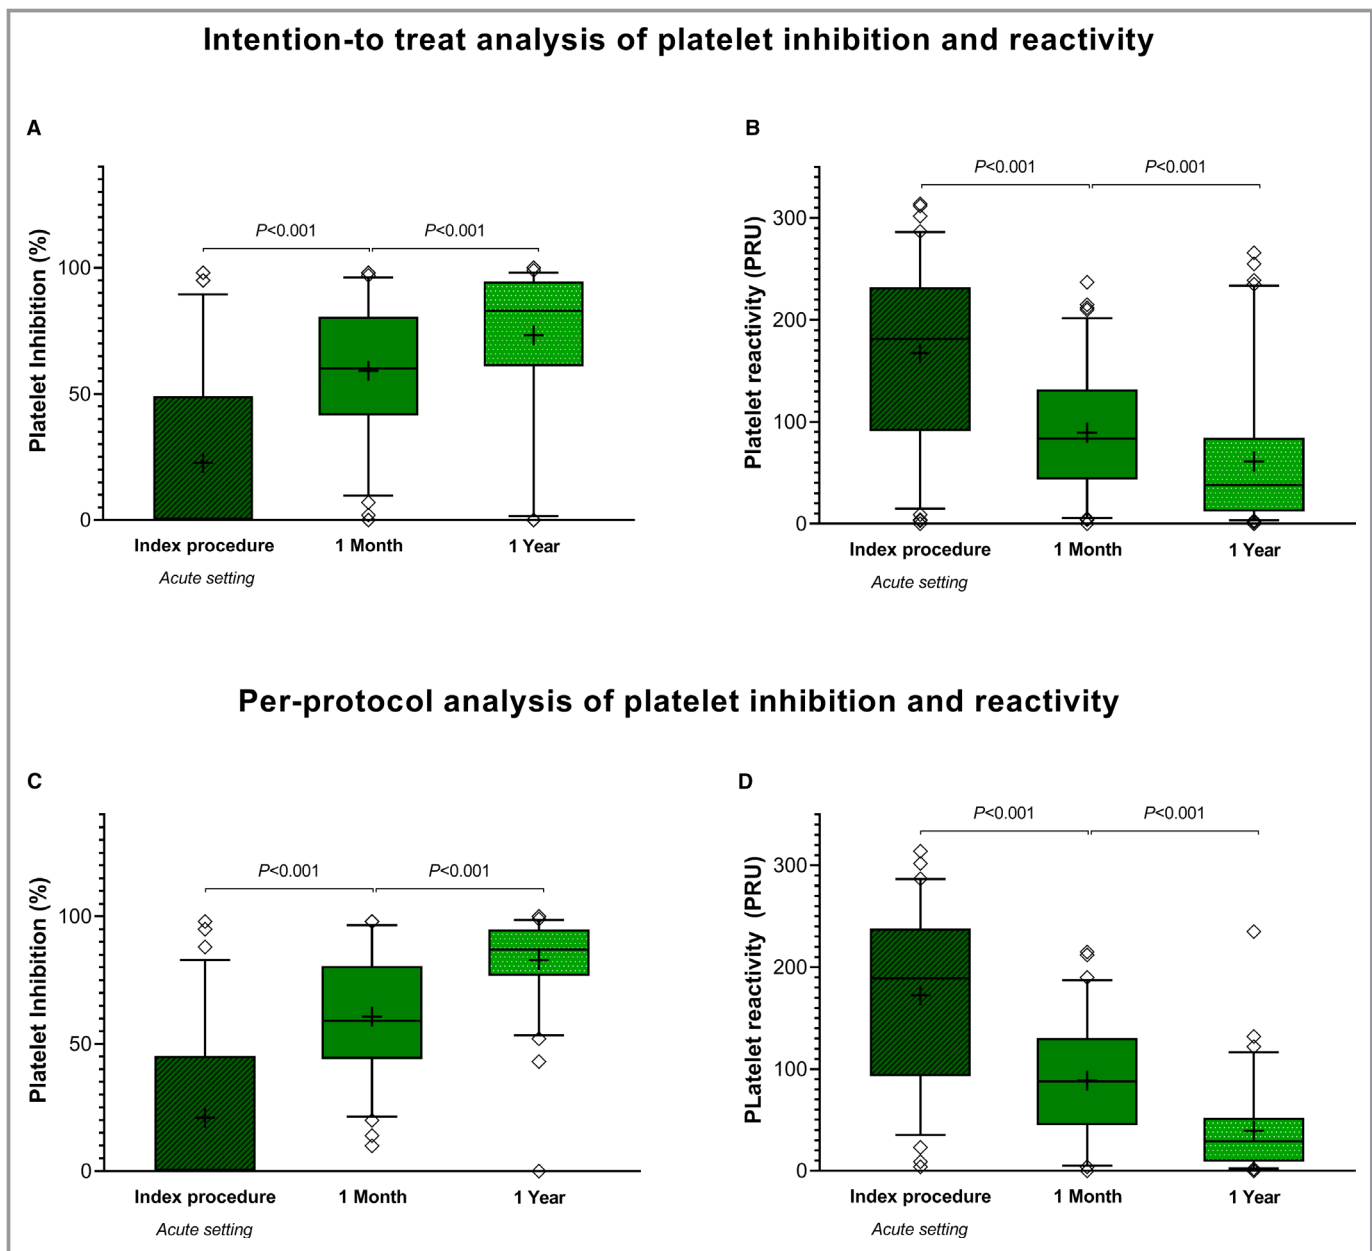 Intention-to treat analysis of platelet inhibition and reactivity
A
Platelet Inhibition (%)
100
50
0
P<0.001
P<0.001
Index procedure
1 Month
1 Year
Acute setting
B
Platelet reactivity (PRU)
300
200
100
0
P<0.001
P<0.001
Index procedure
1 Month
1 Year
Acute setting
Per-protocol analysis of platelet inhibition and reactivity
C
Platelet Inhibition (%)
100
50
0
P<0.001
P<0.001
Index procedure
1 Month
1 Year
Acute setting
D
PLatelet reactivity (PRU)
300
200
100
0
P<0.001
P<0.001
Index procedure
1 Month
1 Year
Acute setting